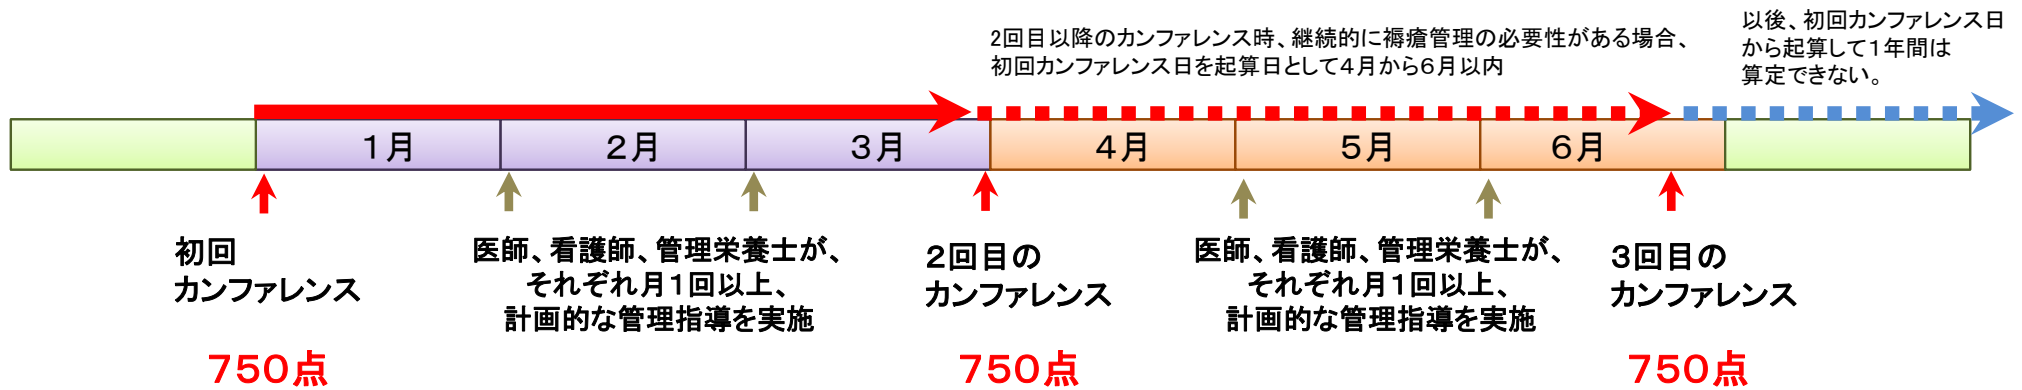 2回目以降のカンファレンス時、継続的に褥瘡管理の必要性がある場合、
初回カンファレンス日を起算日として4月から6月以内
以後、初回カンファレンス日
から起算して1年間は
算定できない。
1月
2月
3月
4月
5月
6月
初回
カンファレンス
750点
医師、看護師、管理栄養士が、
それぞれ月1回以上、
計画的な管理指導を実施
2回目の
カンファレンス
750点
医師、看護師、管理栄養士が、
それぞれ月1回以上、
計画的な管理指導を実施
3回目の
カンファレンス
750点